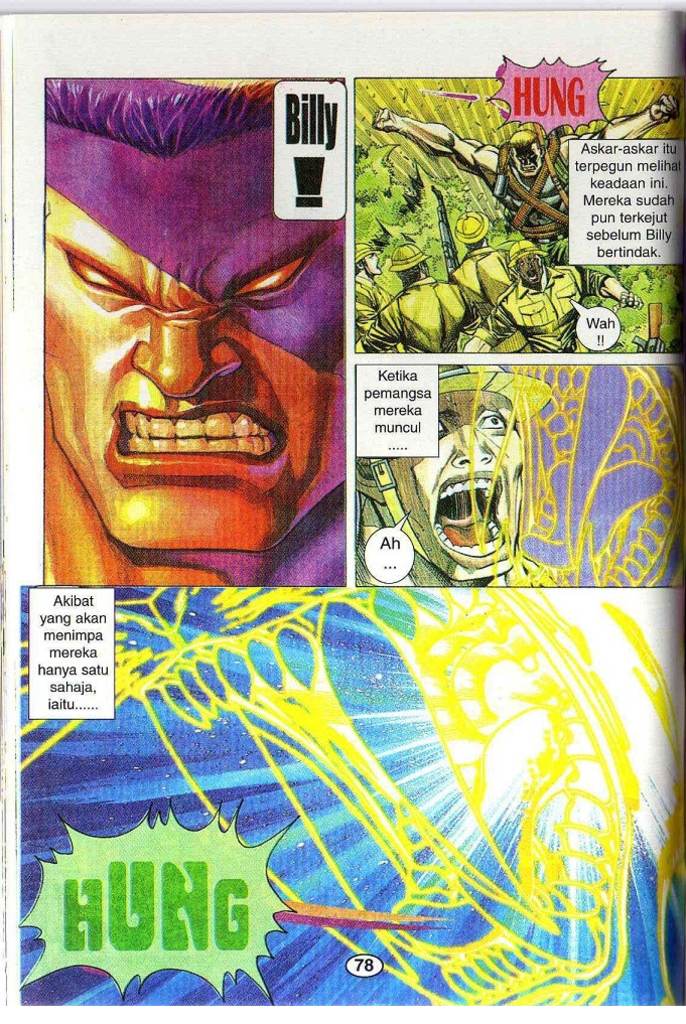 Billy
!
HUNG
Askar-askar itu
terpegun melihat
keadaan ini.
Mereka sudah
pun terkejut
sebelum Billy
bertindak.
Wah
!!
Ketika
pemangsa
mereka
muncul
.....
Ah
...
Akibat
yang akan
menimpa
mereka
hanya satu
sahaja,
iaitu......
HUNG
78